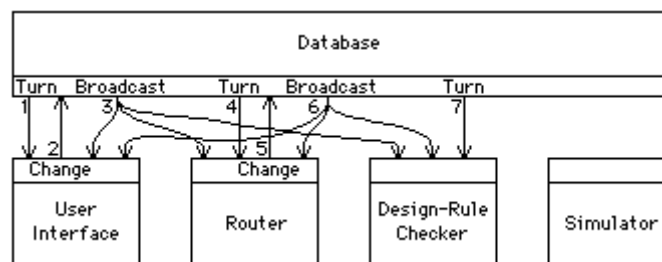 Database
Turn Broadcast Turn Broadcast Turn
1 3 4 6 7
2 5
Change Change
User Interface
Router
Design-Rule Checker
Simulator